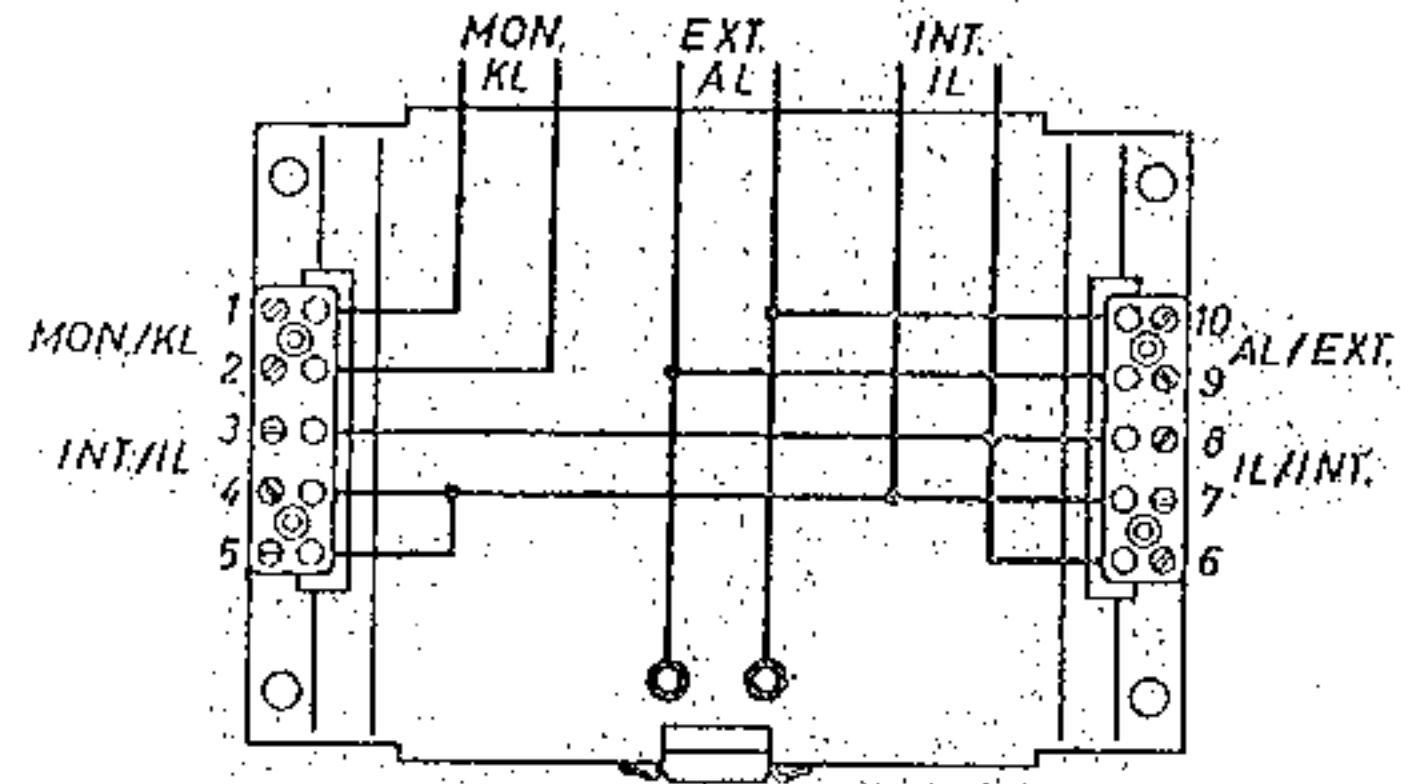 MON. EXT. INT.
KL AL IL
1 10
MON./KL AL/EXT.
2 9
3 8
INT./IL IL/INT.
4 7
5 6